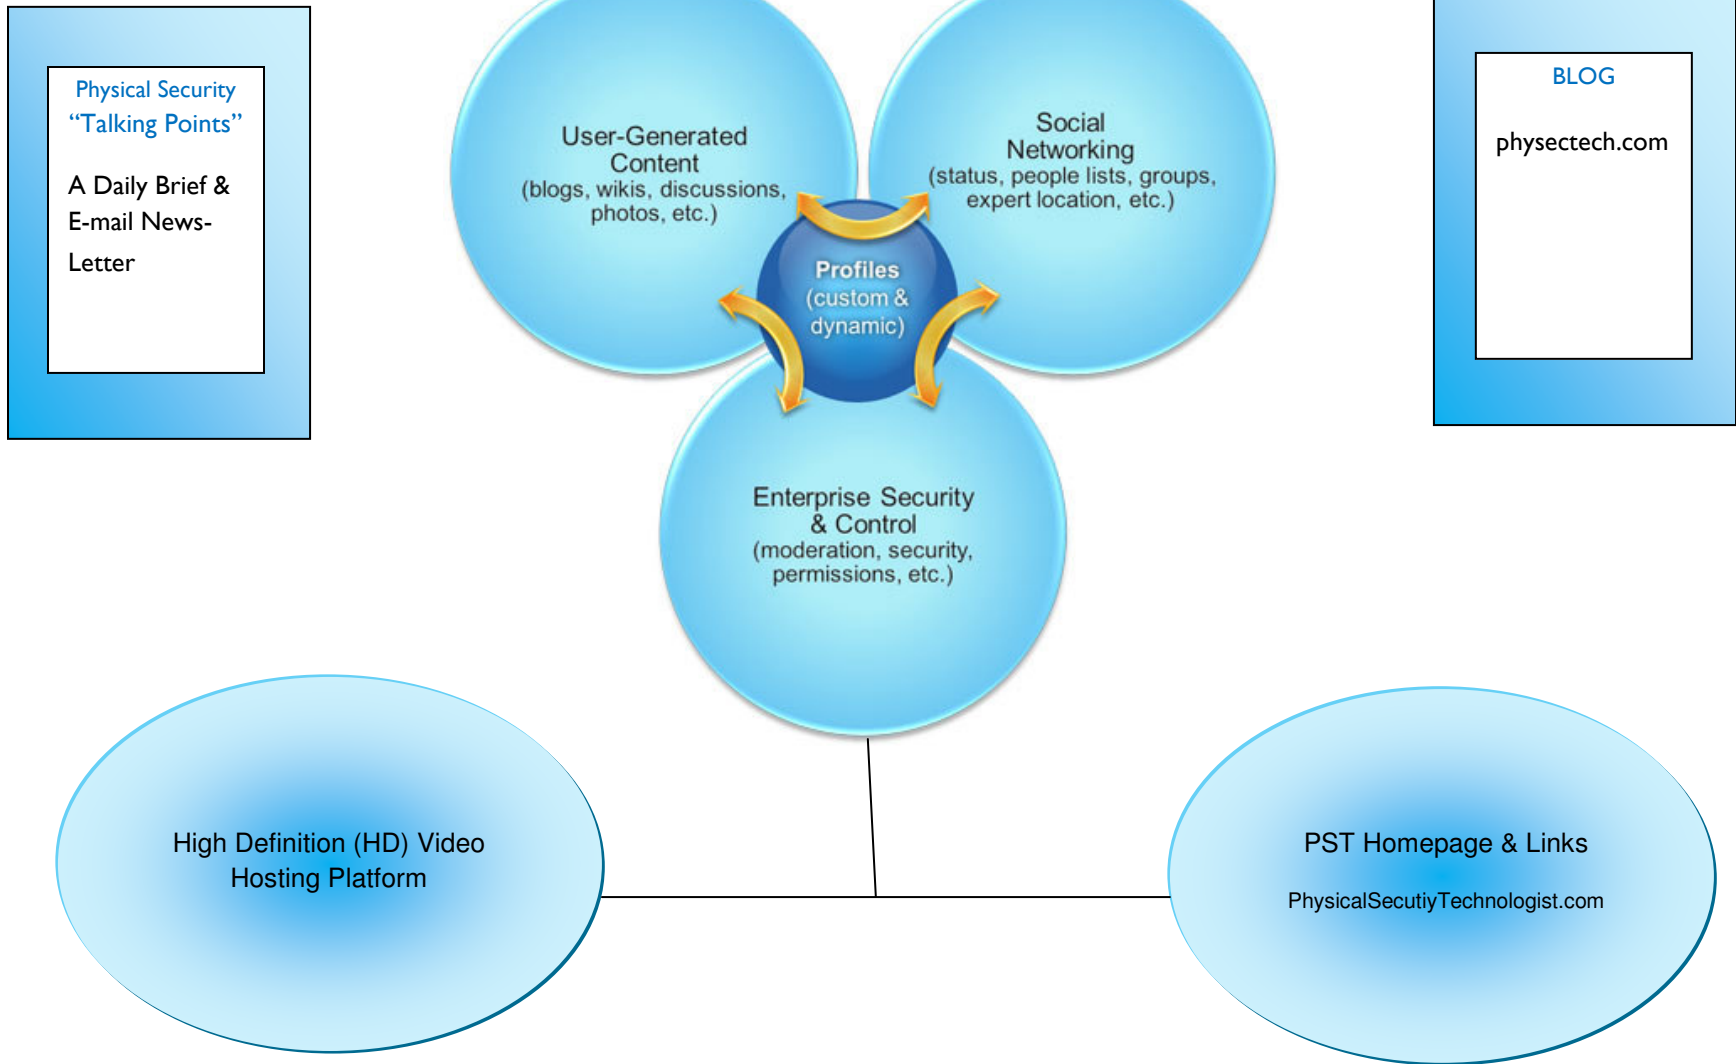 Physical Security
“Talking Points”
A Daily Brief &
E-mail News-
Letter
User-Generated
Content
(blogs, wikis, discussions,
photos, etc.)
Social
Networking
(status, people lists, groups,
expert location, etc.)
BLOG
physectech.com
Profiles
(custom &
dynamic)
Enterprise Security
& Control
(moderation, security,
permissions, etc.)
High Definition (HD) Video
Hosting Platform
PST Homepage & Links
PhysicalSecutiyTechnologist.com